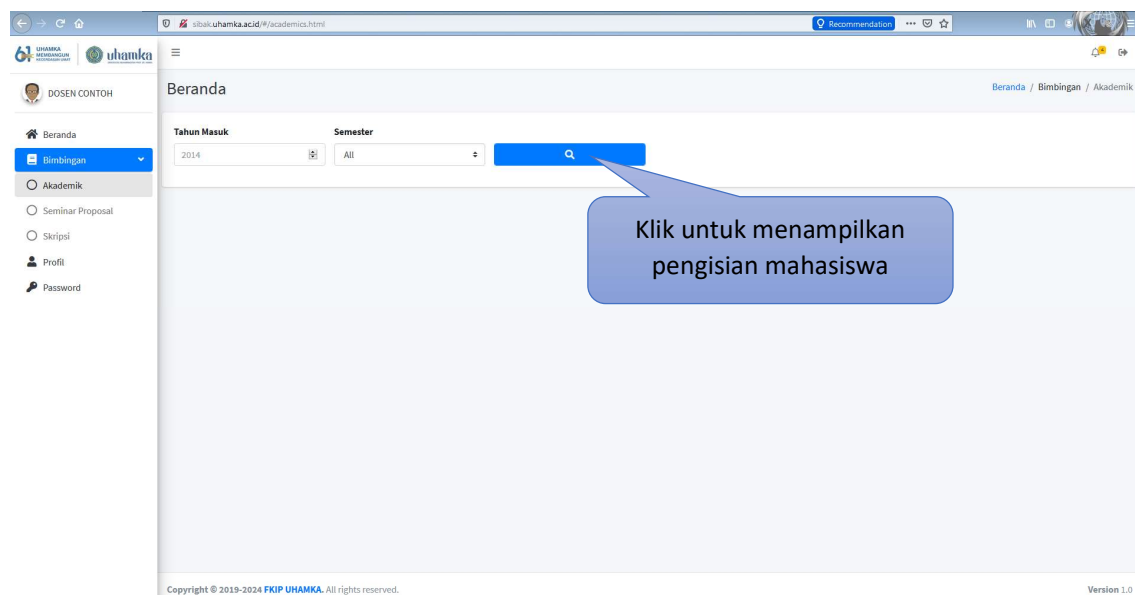 sibak.uhamka.ac.id/#/academics.html
Recommendation
UHAMKA
MEMBANGUN
uhamka
DOSEN CONTOH
Beranda
Beranda / Bimbingan / Akademik
Beranda
Bimbingan
Akademik
Seminar Proposal
Skripsi
Profil
Password
Tahun Masuk
Semester
2014
All
Klik untuk menampilkan
pengisian mahasiswa
Copyright © 2019-2024 FKIP UHAMKA. All rights reserved.
Version 1.0